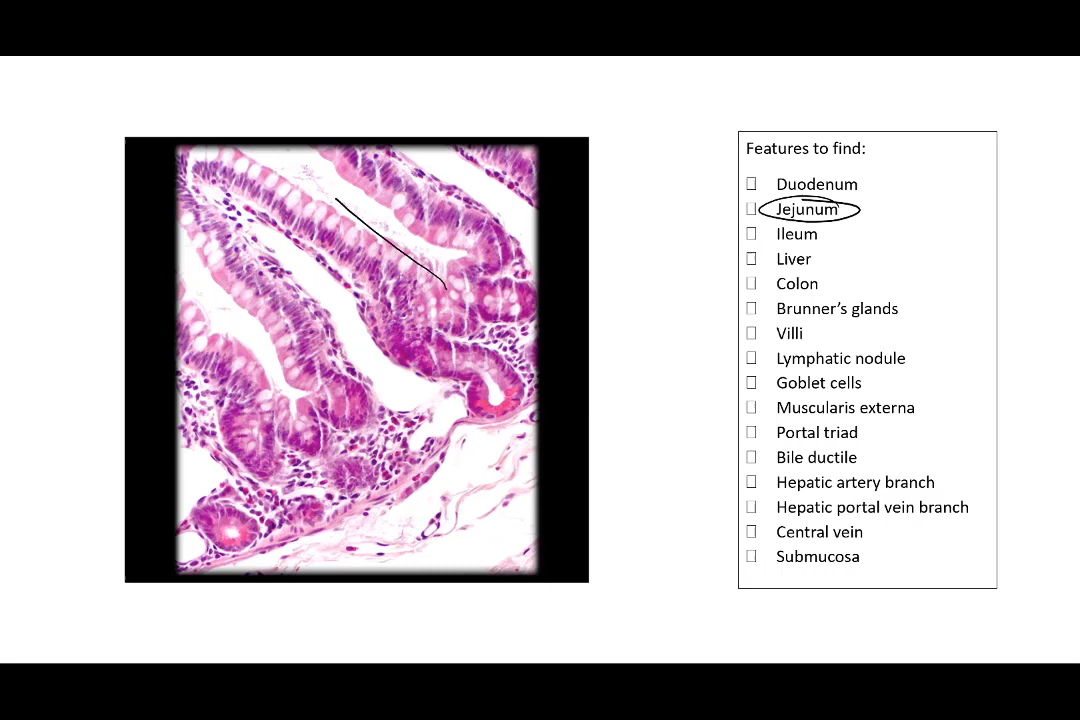 Features to find:
Duodenum
Jejunum
Ileum
Liver
Colon
Brunner’s glands
Villi
Lymphatic nodule
Goblet cells
Muscularis externa
Portal triad
Bile ductile
Hepatic artery branch
Hepatic portal vein branch
Central vein
Submucosa